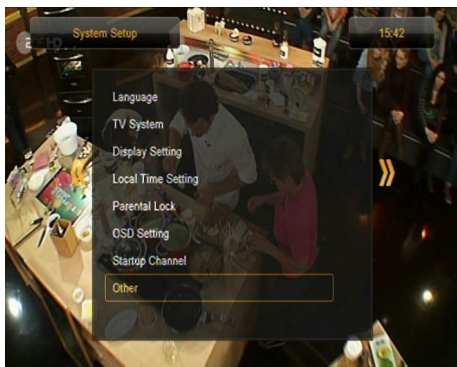 System Setup
15:42
Language
TV System
Display Setting
Local Time Setting
Parental Lock
OSD Setting
Startup Channel
Other